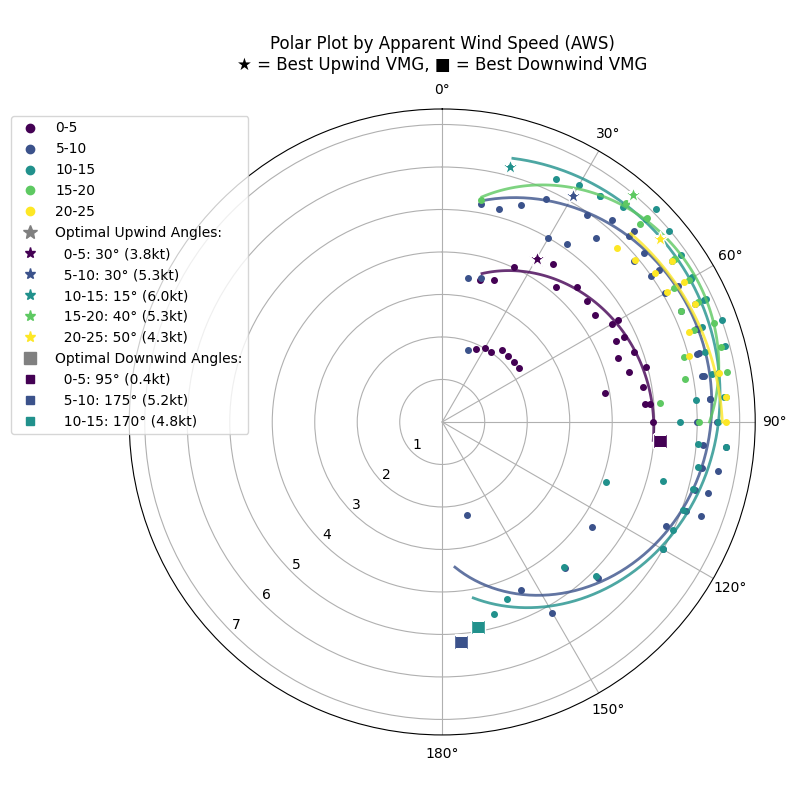 Polar Plot by Apparent Wind Speed (AWS)
★ = Best Upwind VMG, ■ = Best Downwind VMG
0°
30°
60°
90°
120°
150°
180°
1
2
3
4
5
6
7
0-5
5-10
10-15
15-20
20-25
Optimal Upwind Angles:
0-5: 30° (3.8kt)
5-10: 30° (5.3kt)
10-15: 15° (6.0kt)
15-20: 40° (5.3kt)
20-25: 50° (4.3kt)
Optimal Downwind Angles:
0-5: 95° (0.4kt)
5-10: 175° (5.2kt)
10-15: 170° (4.8kt)